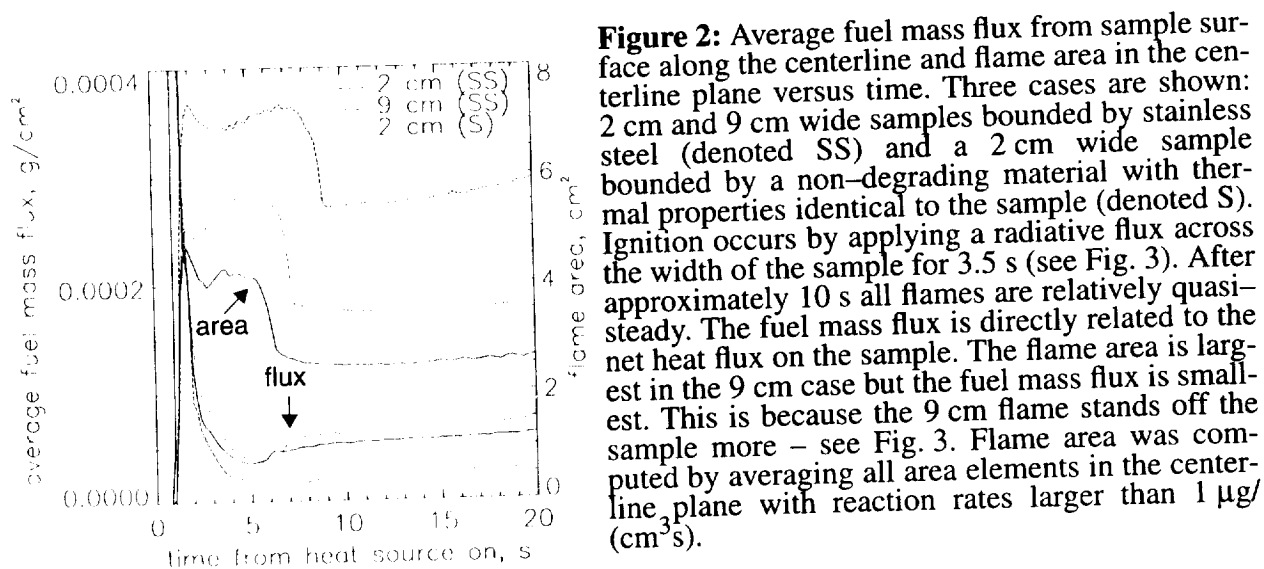 0.0004
0.0002
0.0000
average fuel mass flux, g/cm²
0
5
10
15
20
time from heat source on, s
8
6
4
2
0
flame area, cm²
2 cm (SS)
9 cm (SS)
2 cm (S)
area
flux
Figure 2: Average fuel mass flux from sample sur-
face along the centerline and flame area in the cen-
terline plane versus time. Three cases are shown:
2 cm and 9 cm wide samples bounded by stainless
steel (denoted SS) and a 2 cm wide sample
bounded by a non–degrading material with ther-
mal properties identical to the sample (denoted S).
Ignition occurs by applying a radiative flux across
the width of the sample for 3.5 s (see Fig. 3). After
approximately 10 s all flames are relatively quasi–
steady. The fuel mass flux is directly related to the
net heat flux on the sample. The flame area is larg-
est in the 9 cm case but the fuel mass flux is small-
est. This is because the 9 cm flame stands off the
sample more – see Fig. 3. Flame area was com-
puted by averaging all area elements in the center-
line plane with reaction rates larger than 1 µg/
(cm³s).